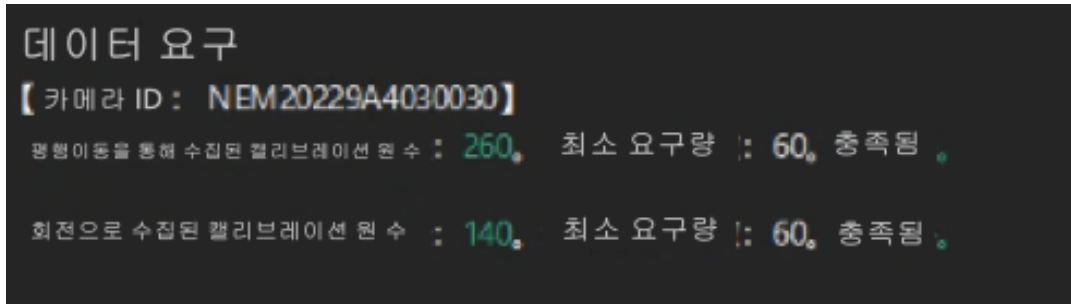 데이터 요구
【카메라 ID： NEM20229A4030030】
평행이동을 통해 수집된 캘리브레이션 원 수 ： 260。 최소 요구량 ： 60。 충족됨 。
회전으로 수집된 캘리브레이션 원 수 ： 140。 최소 요구량 ： 60。 충족됨 。